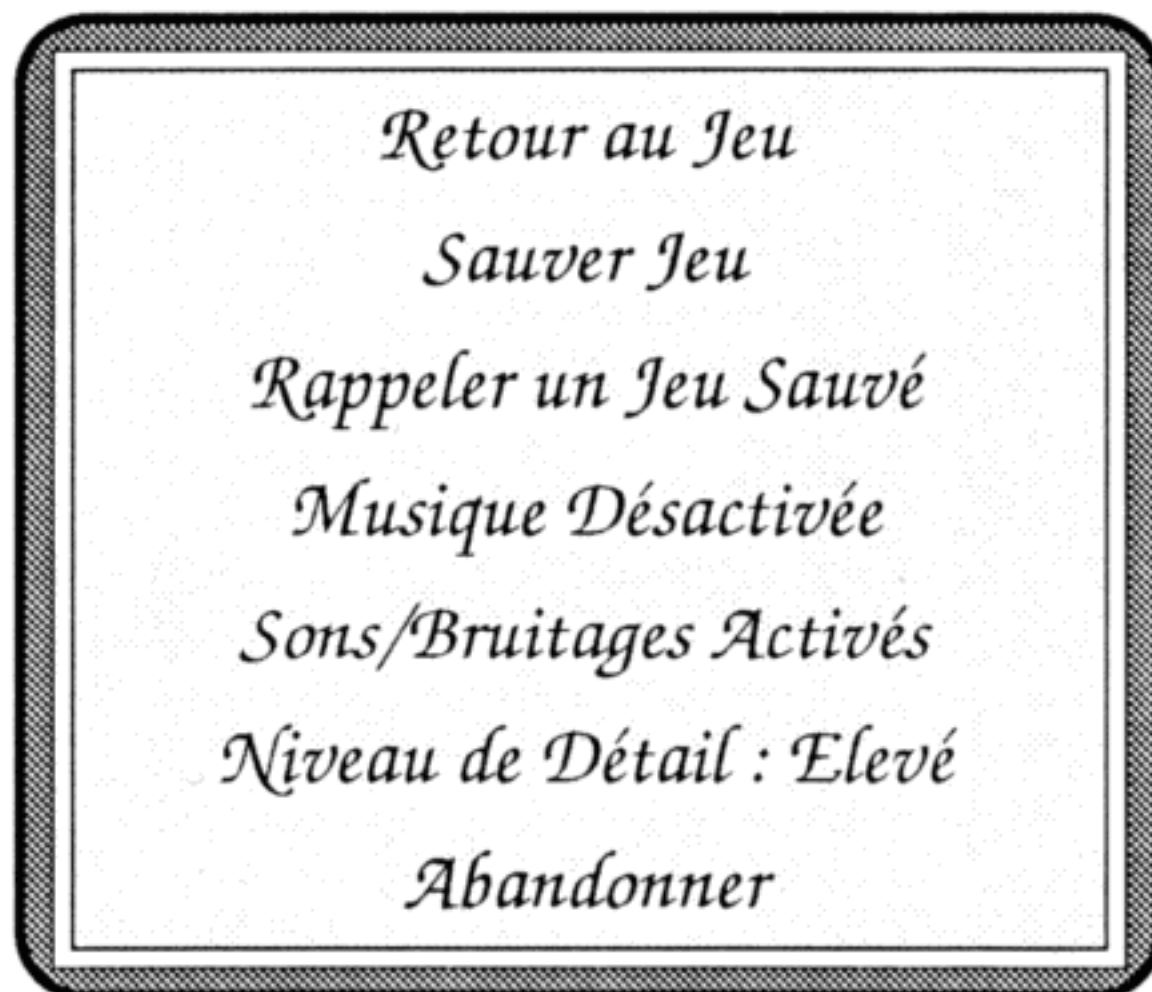 Retour au Jeu
Sauver Jeu
Rappeler un Jeu Sauvé
Musique Désactivée
Sons/Bruitages Activés
Niveau de Détail : Elevé
Abandonner